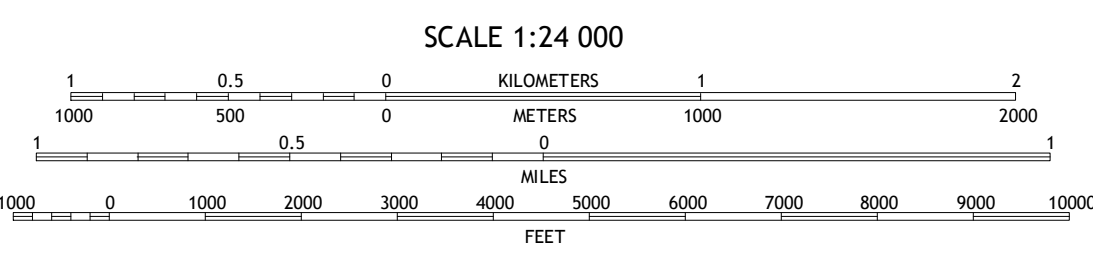 SCALE 1:24 000
1 0.5 0 KILOMETERS 1 2
1000 500 0 METERS 1000 2000
1 0.5 0 1
MILES
1000 0 1000 2000 3000 4000 5000 6000 7000 8000 9000 10000
FEET